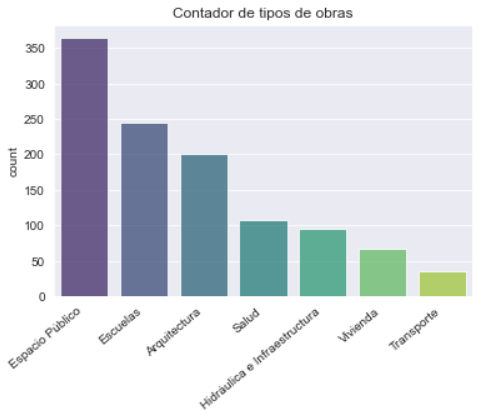 Contador de tipos de obras
count
350
300
250
200
150
100
50
0
Espacio Público
Escuelas
Arquitectura
Salud
Hidráulica e Infraestructura
Vivienda
Transporte